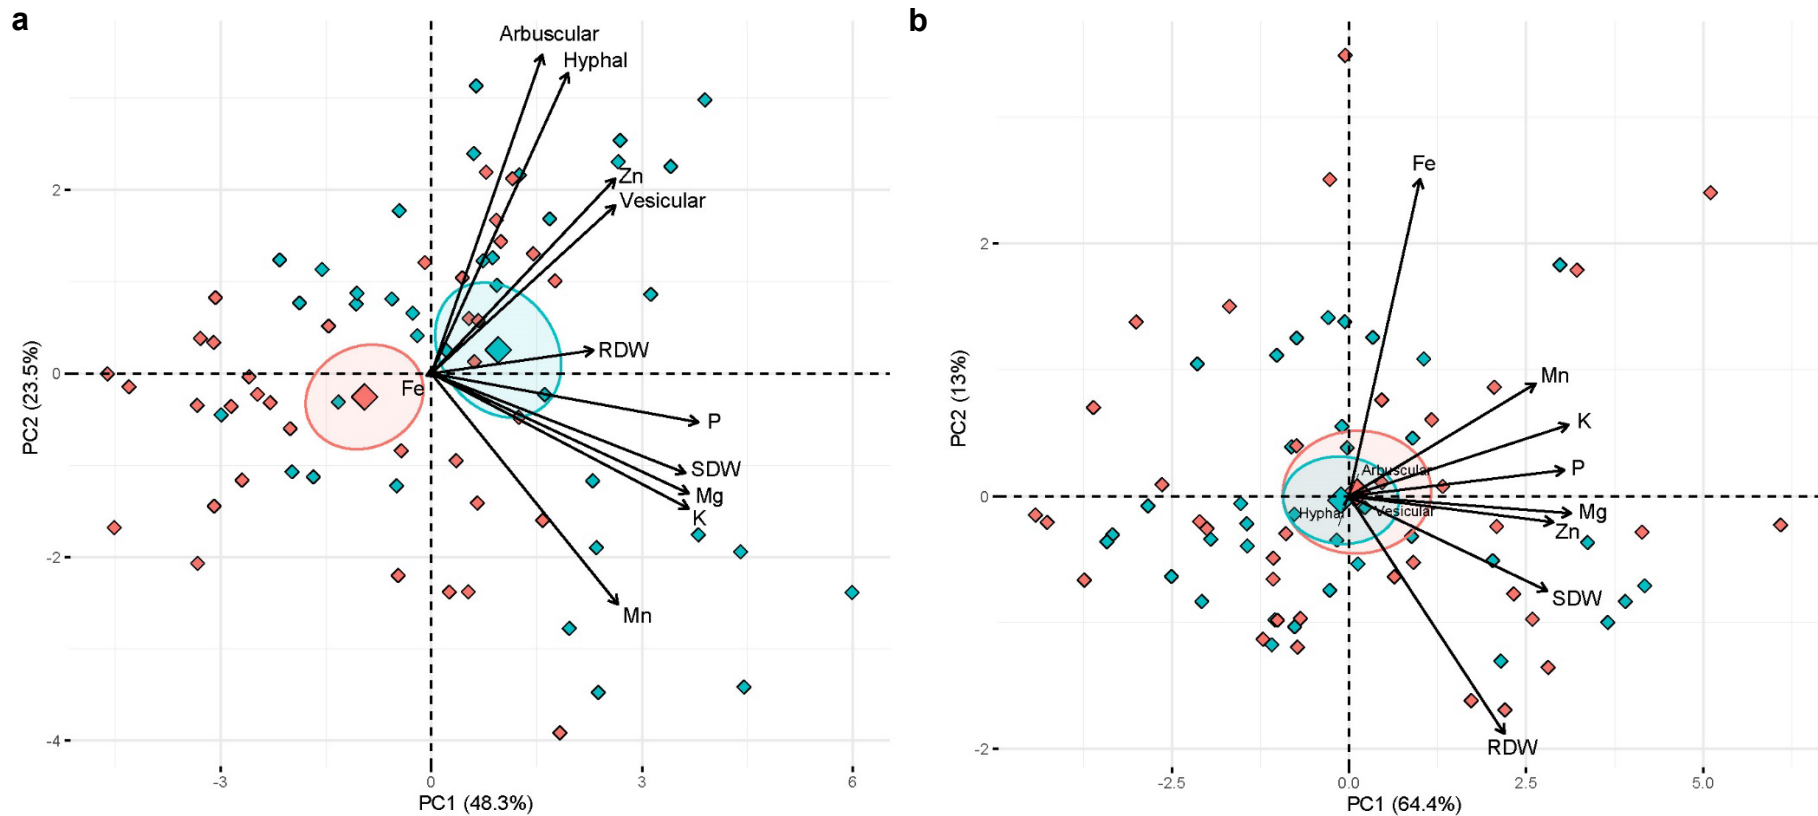 a
b
Arbuscular
Hyphal
Zn
Vesicular
RDW
Fe
P
SDW
Mg
K
Mn
2
0
-2
-4
-3
0
3
6
PC1 (48.3%)
PC2 (23.5%)
Fe
Mn
K
P
Arbuscular
Hyphal
Vesicular
Mg
Zn
SDW
RDW
2
0
-2
-2.5
0.0
2.5
5.0
PC1 (64.4%)
PC2 (13%)